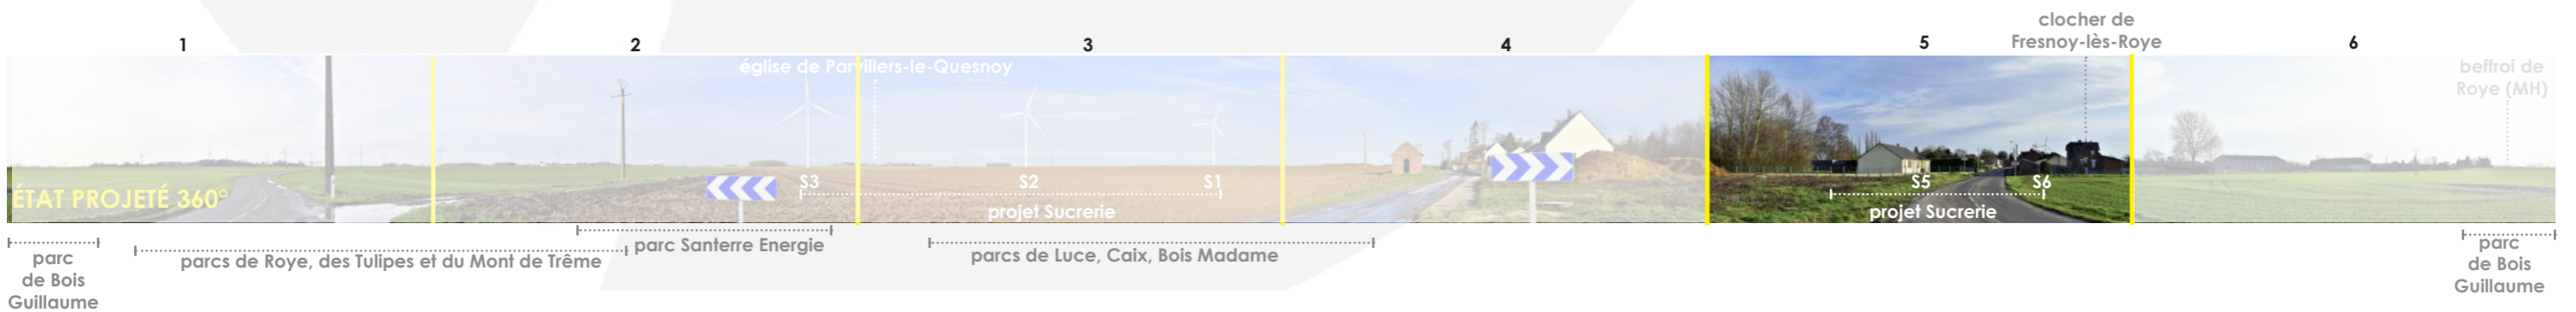 1
2
3
4
5
clocher de
Fresnoy-lès-Roye
6
église de Parvillers-le-Quesnoy
beffroi de
Roye (MH)
ÉTAT PROJETÉ 360°
S3
S2
S1
projet Sucrerie
S5
S6
projet Sucrerie
parc
de Bois
Guillaume
parcs de Roye, des Tulipes et du Mont de Trême
parc Santerre Energie
parcs de Luce, Caix, Bois Madame
parc
de Bois
Guillaume